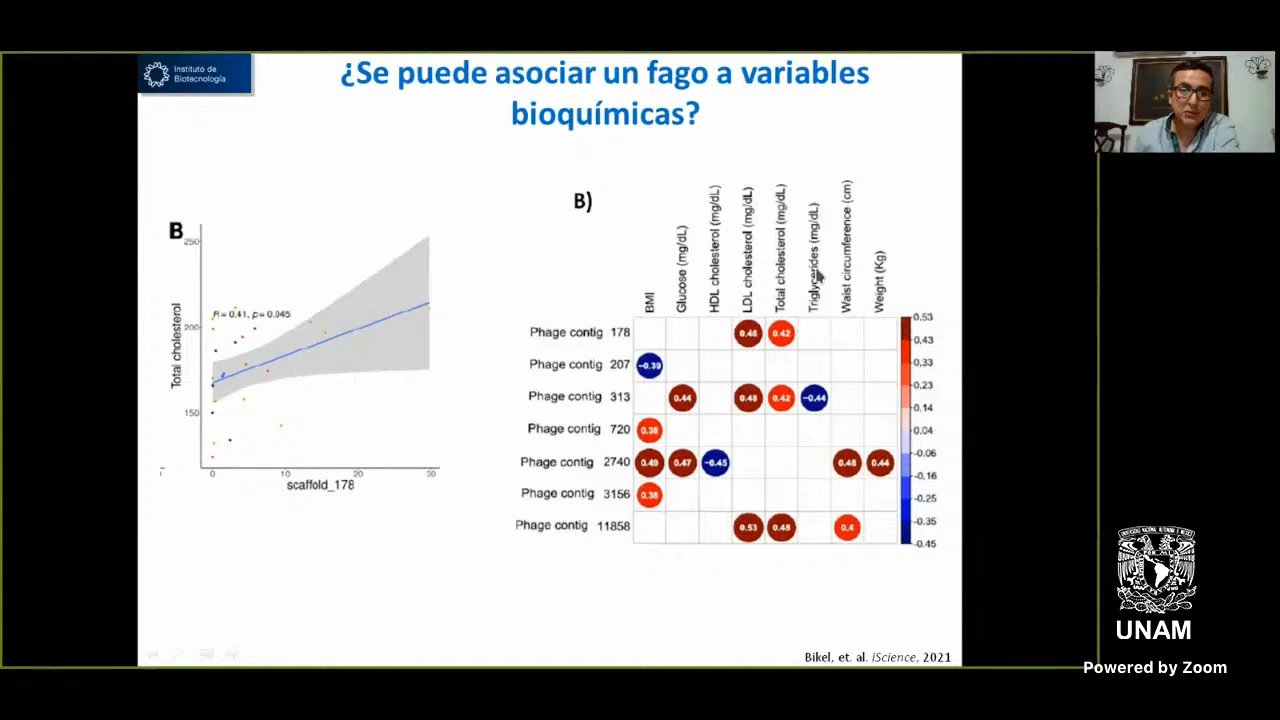 Instituto de
Biotecnología
¿Se puede asociar un fago a variables
bioquímicas?
B
250
200
150
Total cholesterol
R = 0.41, p = 0.045
0
10
20
30
scaffold_178
B)
BMI
Glucose (mg/dL)
HDL cholesterol (mg/dL)
LDL cholesterol (mg/dL)
Total cholesterol (mg/dL)
Triglycerides (mg/dL)
Waist circumference (cm)
Weight (Kg)
Phage contig 178
0.46
0.42
Phage contig 207
-0.39
Phage contig 313
0.44
0.48
0.42
-0.44
Phage contig 720
0.38
Phage contig 2740
0.49
0.47
-0.45
0.48
0.44
Phage contig 3156
0.38
Phage contig 11858
0.53
0.48
0.4
0.53
0.43
0.33
0.23
0.14
0.04
-0.06
-0.16
-0.25
-0.35
-0.45
Bikel, et. al. iScience, 2021
UNAM
Powered by Zoom